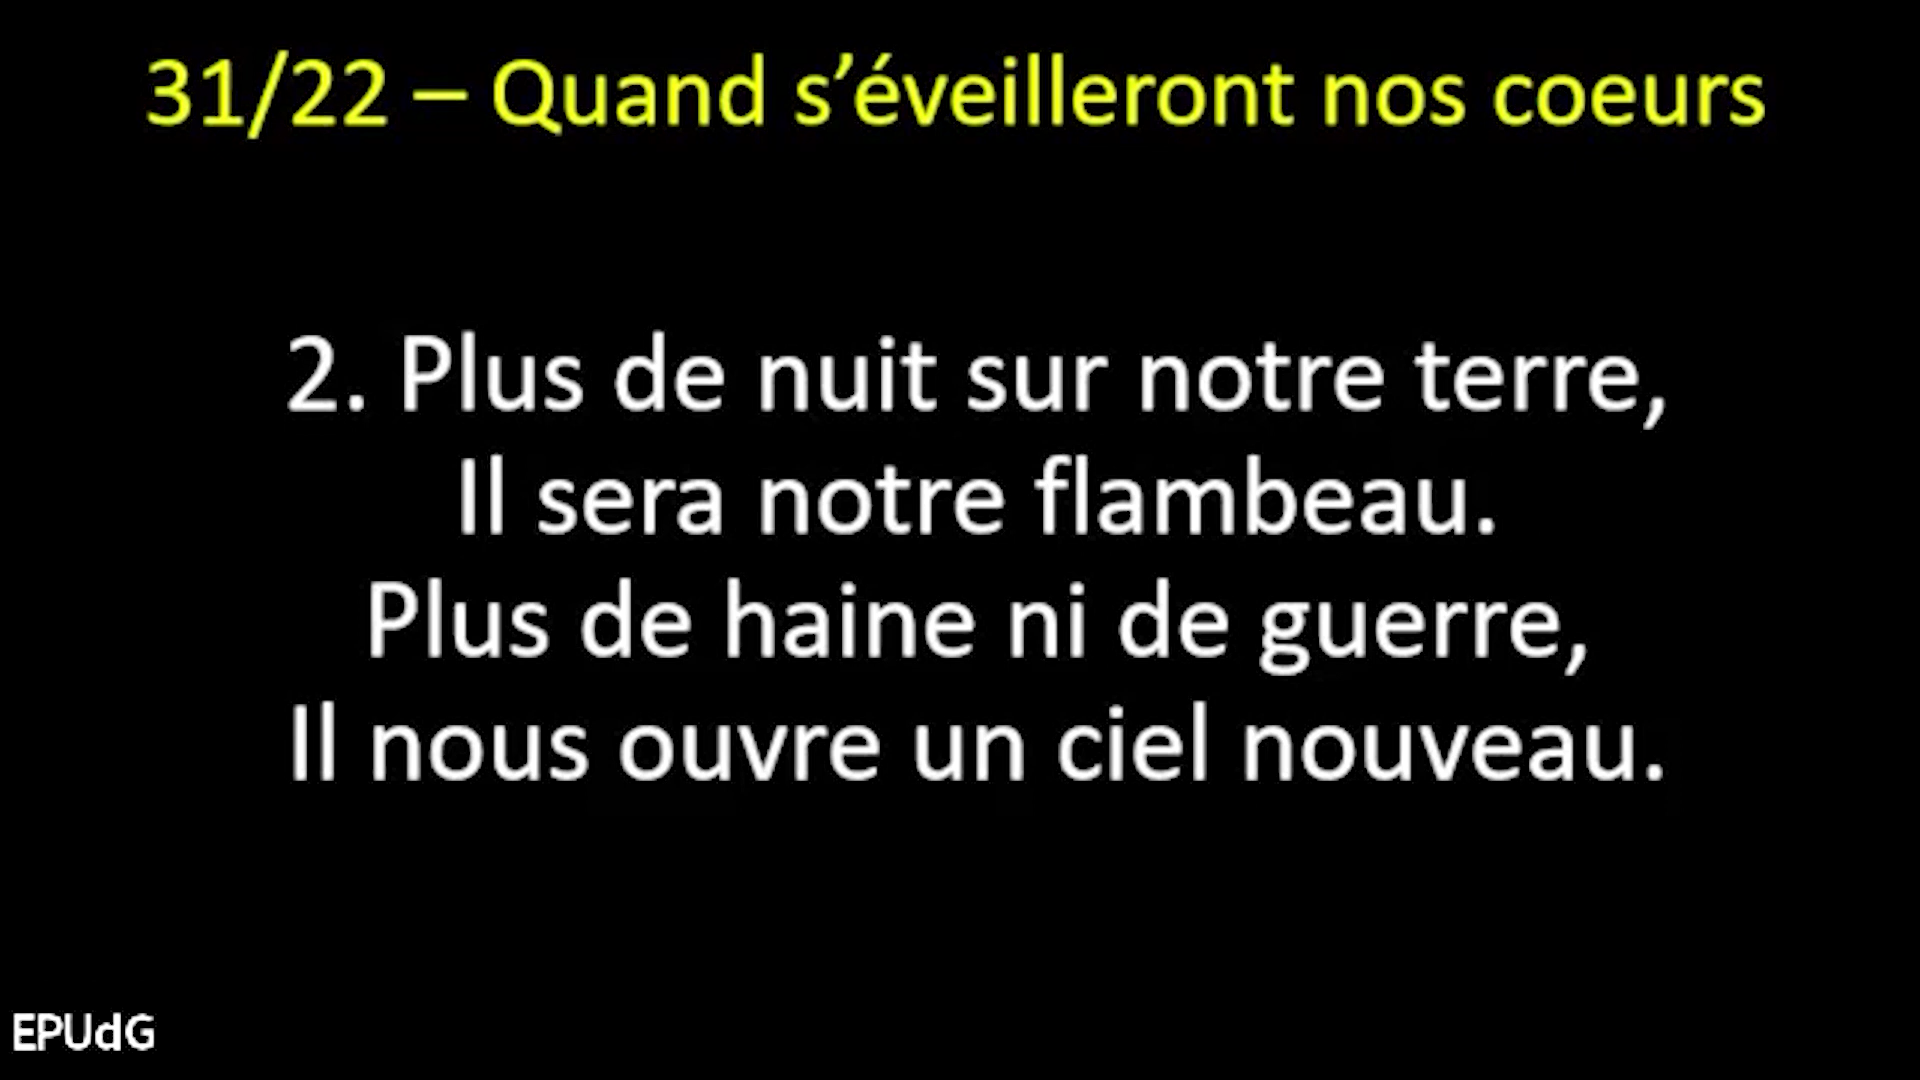 31/22 – Quand s’éveilleront nos coeurs
2. Plus de nuit sur notre terre,
Il sera notre flambeau.
Plus de haine ni de guerre,
Il nous ouvre un ciel nouveau.
EPUdG